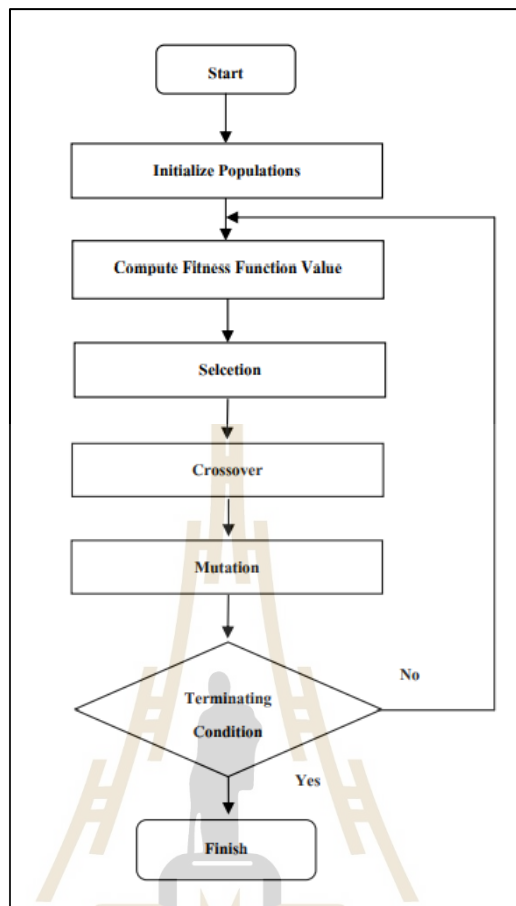 Start
Initialize Populations
Compute Fitness Function Value
Selcetion
Crossover
Mutation
Terminating
Condition
No
Yes
Finish